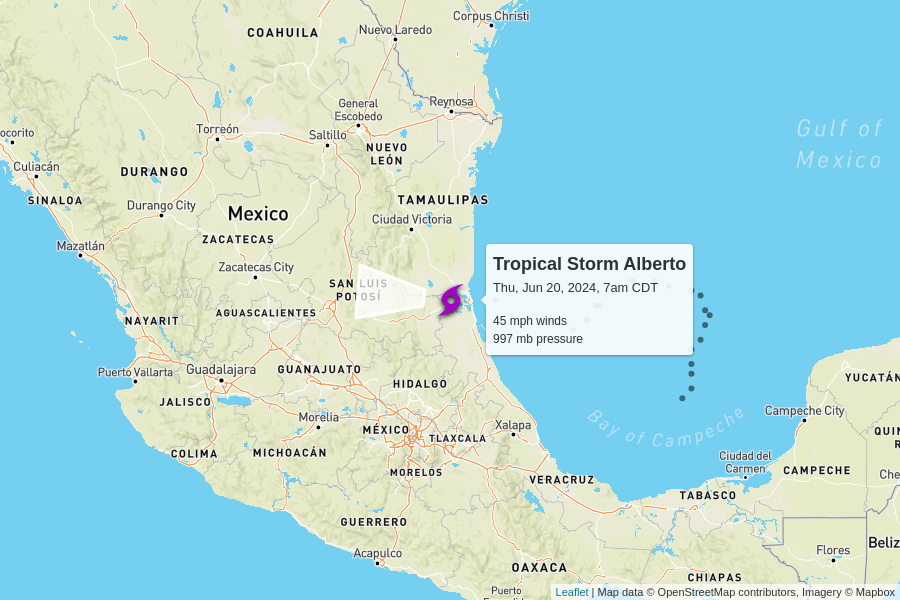 Corpus Christi
COAHUILA
Nuevo Laredo
General
Escobedo
Reynosa
Torreón
Saltillo
ocorito
Gulf of
Mexico
NUEVO
LEÓN
Culiacán
DURANGO
SINALOA
Durango City
TAMAULIPAS
Mexico
Ciudad Victoria
ZACATECAS
Mazatlán
Zacatecas City
Tropical Storm Alberto
Thu, Jun 20, 2024, 7am CDT
45 mph winds
997 mb pressure
SAN LUIS
POTOSÍ
NAYARIT
AGUASCALIENTES
Puerto Vallarta
Guadalajara
GUANAJUATO
HIDALGO
YUCATÁN
JALISCO
Morelia
MÉXICO
TLAXCALA
Xalapa
Bay of Campeche
Campeche City
QUIN
R
COLIMA
MICHOACÁN
MORELOS
VERACRUZ
Ciudad del
Carmen
CAMPECHE
Che
TABASCO
GUERRERO
Acapulco
OAXACA
Flores
Beliz
CHIAPAS
Puerto
Leaflet | Map data © OpenStreetMap contributors, Imagery © Mapbox